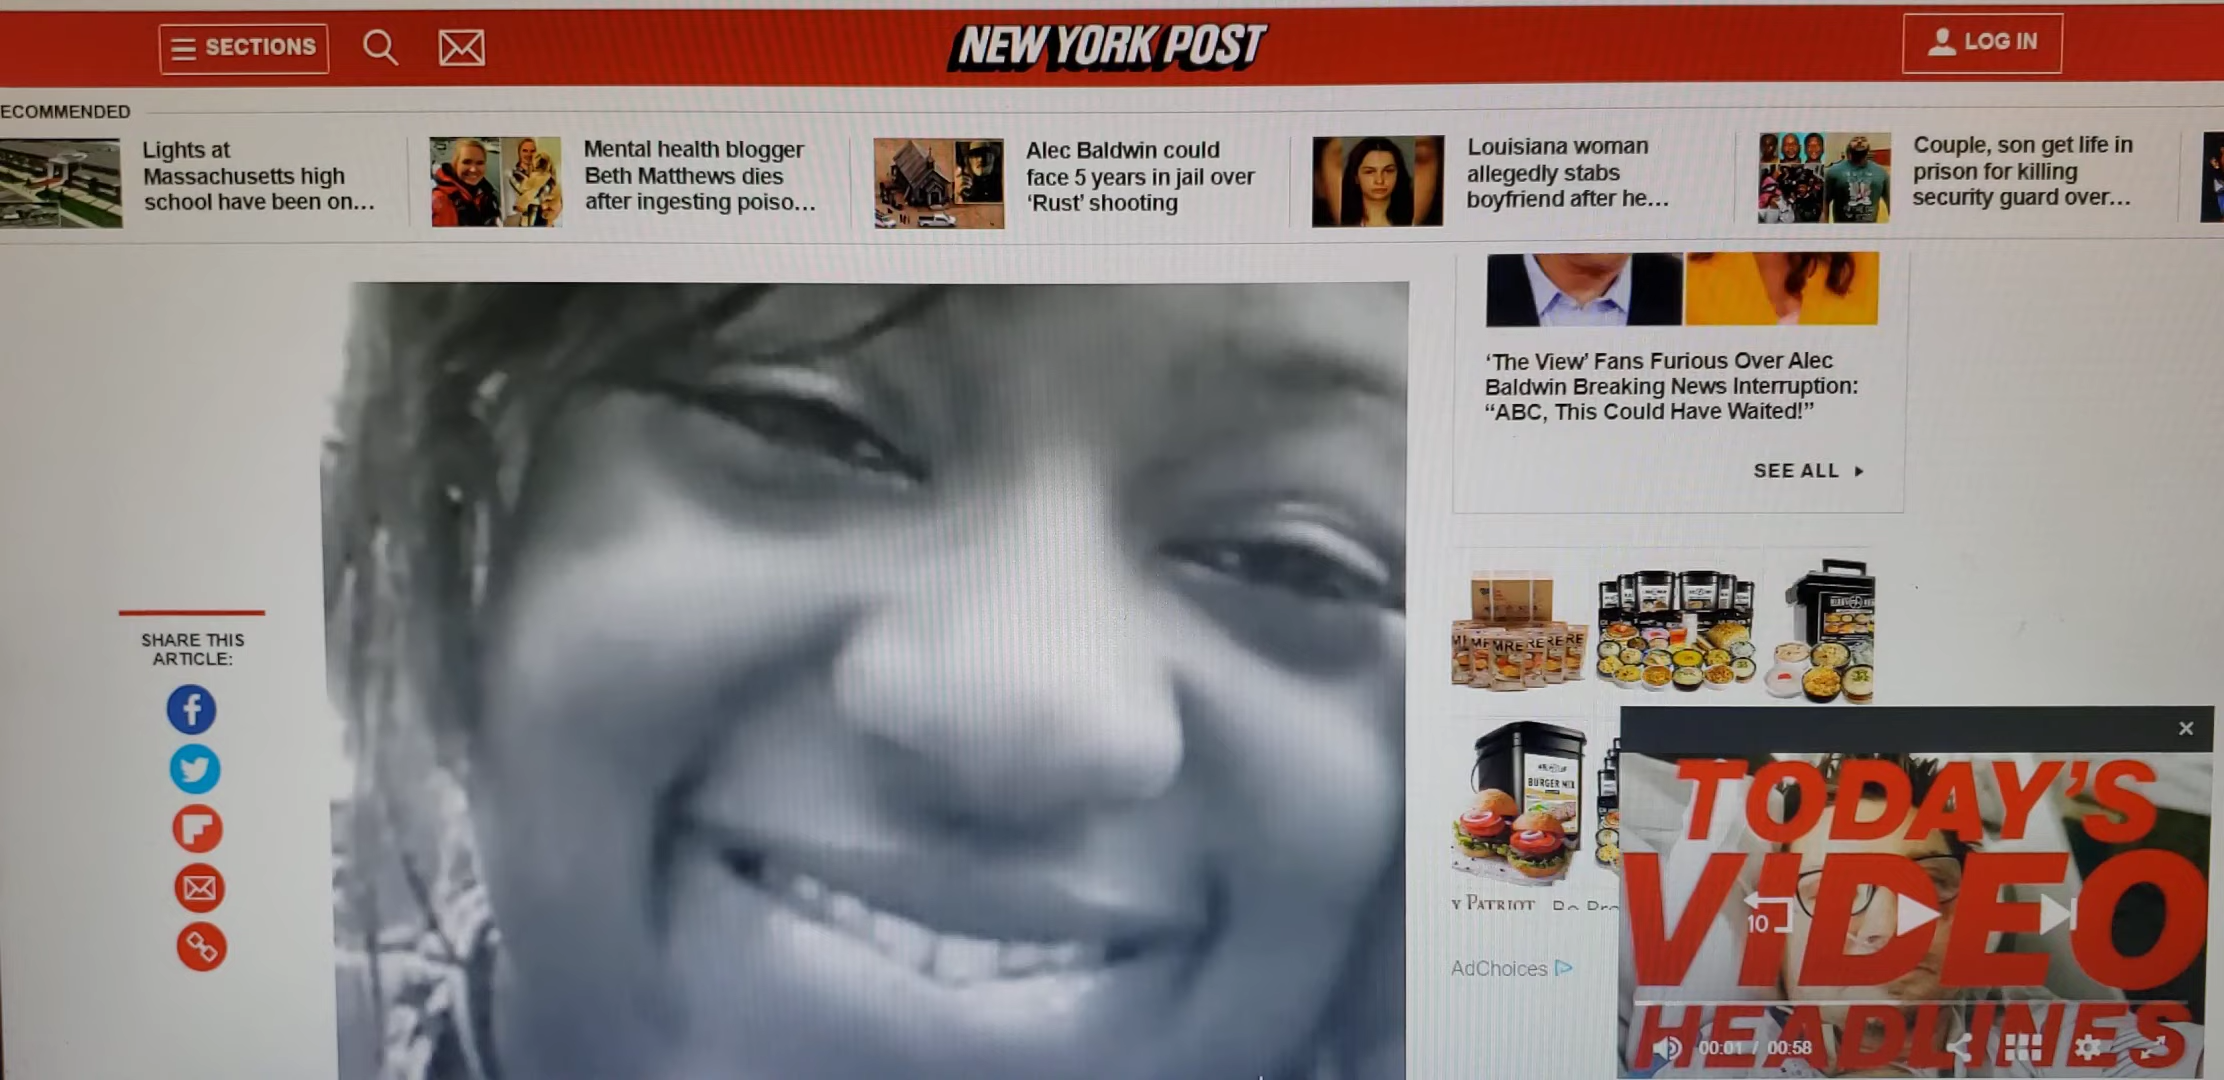 SECTIONS
NEW YORK POST
LOG IN
ECOMMENDED
Lights at
Massachusetts high
school have been on...
Mental health blogger
Beth Matthews dies
after ingesting poiso...
Alec Baldwin could
face 5 years in jail over
‘Rust’ shooting
Louisiana woman
allegedly stabs
boyfriend after he...
Couple, son get life in
prison for killing
security guard over...
‘The View’ Fans Furious Over Alec
Baldwin Breaking News Interruption:
“ABC, This Could Have Waited!”
SEE ALL
SHARE THIS
ARTICLE:
MRE
BURGER MIX
Y PATRIOT
AdChoices
TODAY'S
VIDEO
HEADLINES
10
00:01 / 00:58